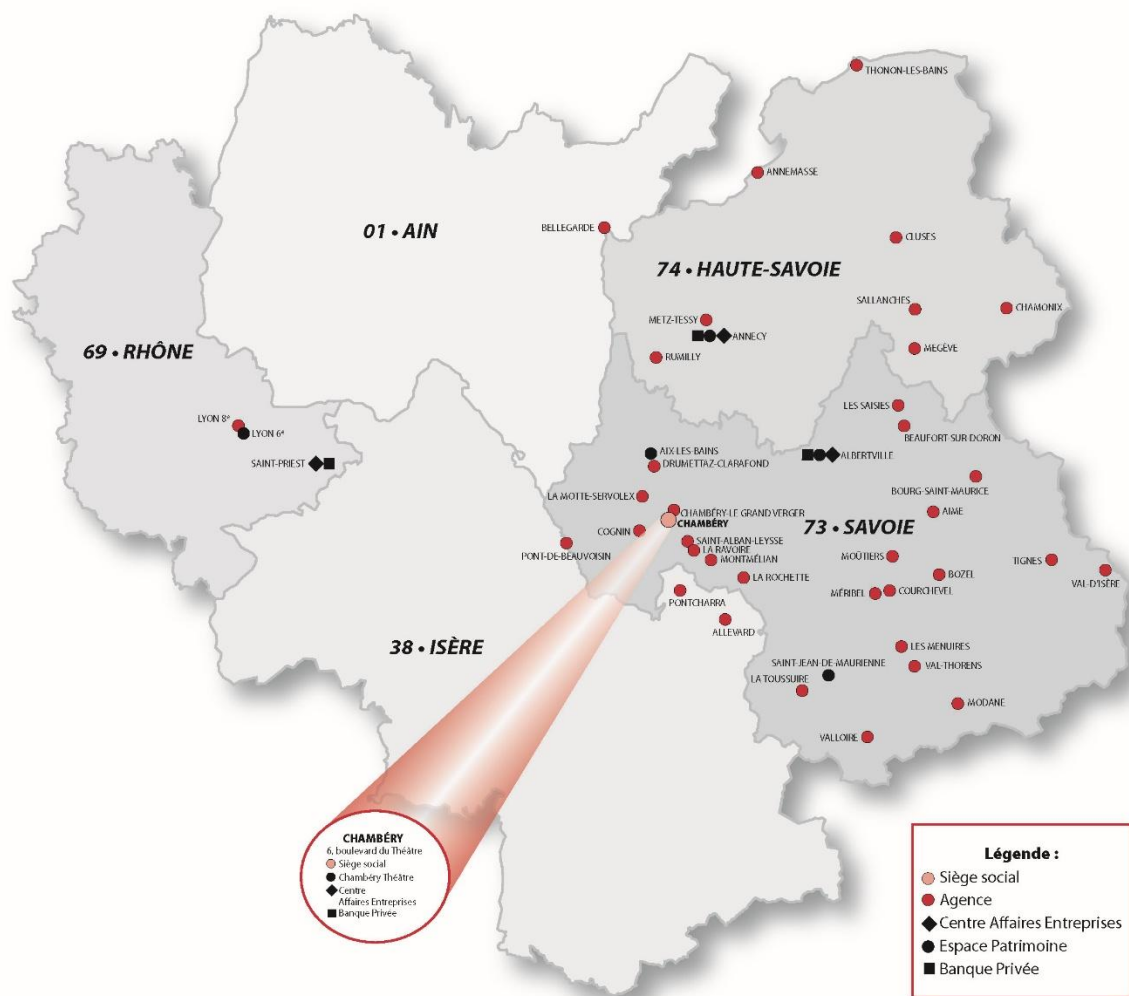 THONON-LES-BAINS
ANNEMASSE
01 • AIN
BELLEGARDE
CLUSES
74 • HAUTE-SAVOIE
SALLANCHES
CHAMONIX
METZ-TESSY
ANNECY
69 • RHÔNE
RUMILLY
MEGÈVE
LES SAISIES
LYON 8ᵉ
LYON 6ᵉ
BEAUFORT-SUR-DORON
SAINT-PRIEST
AIX-LES-BAINS
ALBERTVILLE
DRUMETTAZ-CLARAFOND
BOURG-SAINT-MAURICE
LA MOTTE-SERVOLEX
CHAMBÉRY-LE GRAND VERGER
AIME
CHAMBÉRY
73 • SAVOIE
COGNIN
SAINT-ALBAN-LEYSSE
PONT-DE-BEAUVOISIN
LA RAVOIRE
MOÛTIERS
MONTMÉLIAN
TIGNES
VAL-D'ISÈRE
LA ROCHETTE
BOZEL
MÉRIBEL
COURCHEVEL
PONTCHARRA
ALLEVARD
38 • ISÈRE
LES MENUIRES
SAINT-JEAN-DE-MAURIENNE
VAL-THORENS
LA TOUSSUIRE
MODANE
VALLOIRE
CHAMBÉRY
6, boulevard du Théâtre
Siège social
Chambéry Théâtre
Centre
Affaires Entreprises
Banque Privée
Légende :
Siège social
Agence
Centre Affaires Entreprises
Espace Patrimoine
Banque Privée